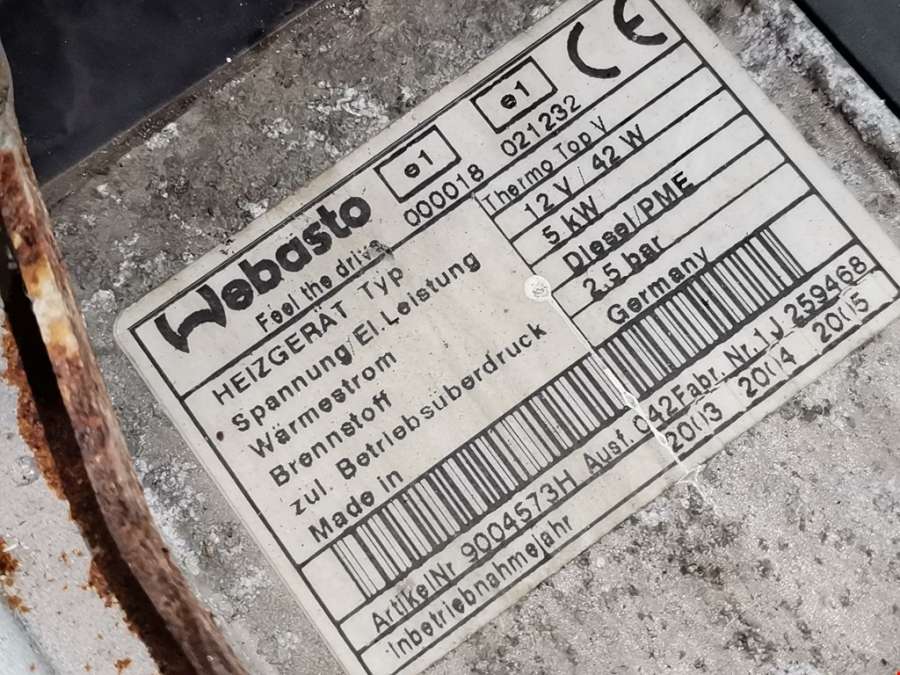 Webasto
Feel the drive
e1 000018
e1 021232
CE
HEIZGERÄT Typ Thermo Top V
Spannung/El.Leistung 12 V / 42 W
Wärmestrom 5 kW
Brennstoff Diesel/PME
zul. Betriebsüberdruck 2,5 bar
Made in Germany
ArtikelNr 9004573H Ausf. 042 Fabr. Nr.1J 259468
Inbetriebnahmejahr 2003 2004 2005